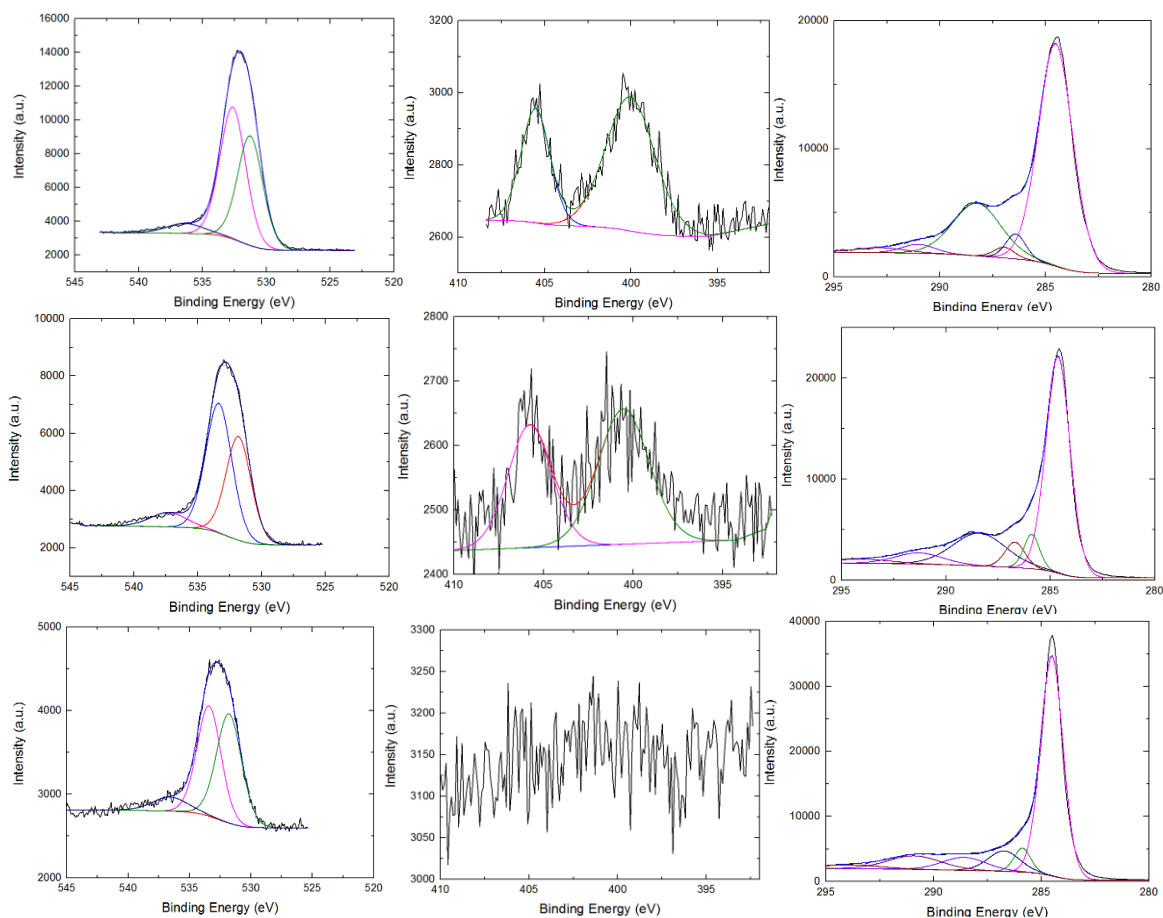 16000
14000
12000
10000
8000
6000
4000
2000
Intensity (a.u.)
545 540 535 530 525 520
Binding Energy (eV)
3200
3000
2800
2600
Intensity (a.u.)
410 405 400 395
Binding Energy (eV)
20000
10000
0
Intensity (a.u.)
295 290 285 280
Binding Energy (eV)
10000
8000
6000
4000
2000
Intensity (a.u.)
545 540 535 530 525 520
Binding Energy (eV)
2800
2700
2600
2500
2400
Intensity (a.u.)
410 405 400 395
Binding Energy (eV)
20000
10000
0
Intensity (a.u.)
295 290 285 280
Binding Energy (eV)
5000
4000
3000
2000
Intensity (a.u.)
545 540 535 530 525 520
Binding Energy (eV)
3300
3250
3200
3150
3100
3050
3000
Intensity (a.u.)
410 405 400 395
Binding Energy (eV)
40000
30000
20000
10000
0
Intensity (a.u.)
295 290 285 280
Binding Energy (eV)